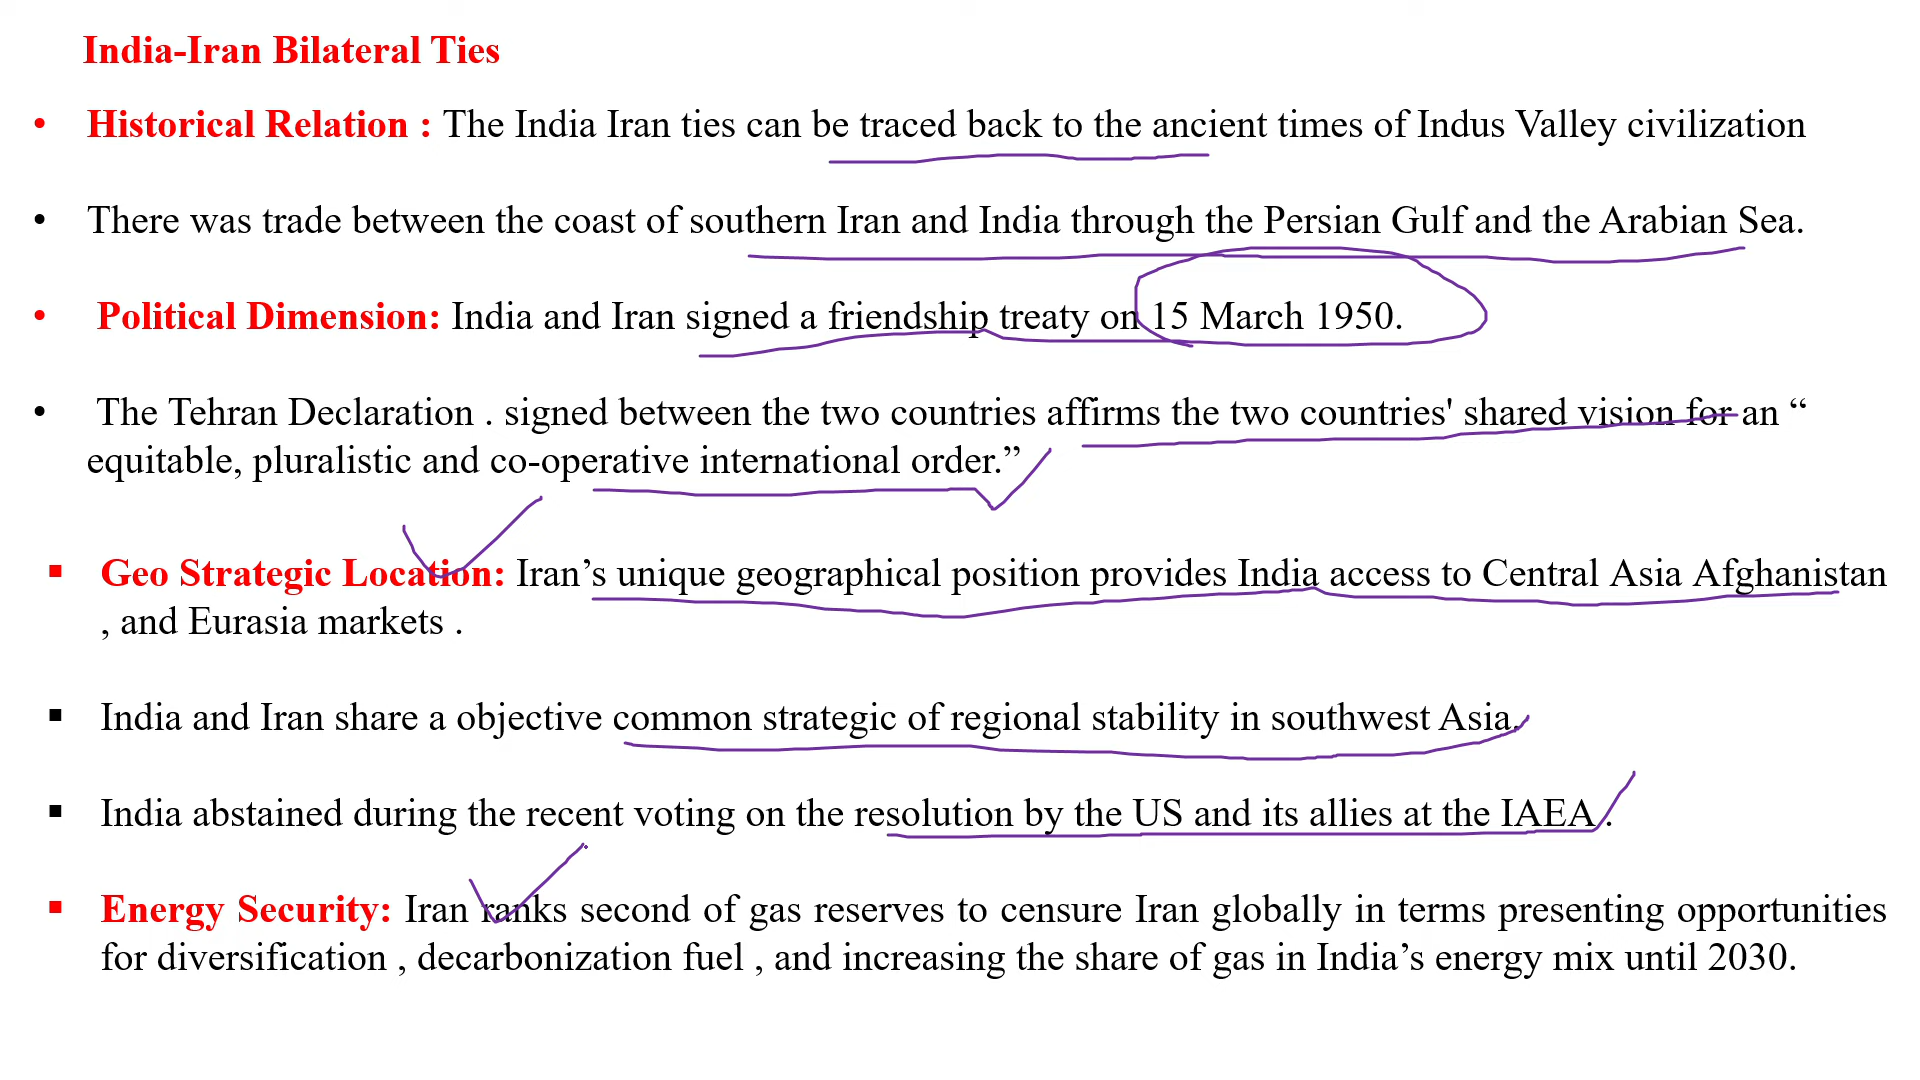 India-Iran Bilateral Ties
• Historical Relation : The India Iran ties can be traced back to the ancient times of Indus Valley civilization
• There was trade between the coast of southern Iran and India through the Persian Gulf and the Arabian Sea.
• Political Dimension: India and Iran signed a friendship treaty on 15 March 1950.
• The Tehran Declaration . signed between the two countries affirms the two countries' shared vision for an “
equitable, pluralistic and co-operative international order.”
▪ Geo Strategic Location: Iran’s unique geographical position provides India access to Central Asia Afghanistan
, and Eurasia markets .
▪ India and Iran share a objective common strategic of regional stability in southwest Asia.
▪ India abstained during the recent voting on the resolution by the US and its allies at the IAEA .
▪ Energy Security: Iran ranks second of gas reserves to censure Iran globally in terms presenting opportunities
for diversification , decarbonization fuel , and increasing the share of gas in India’s energy mix until 2030.